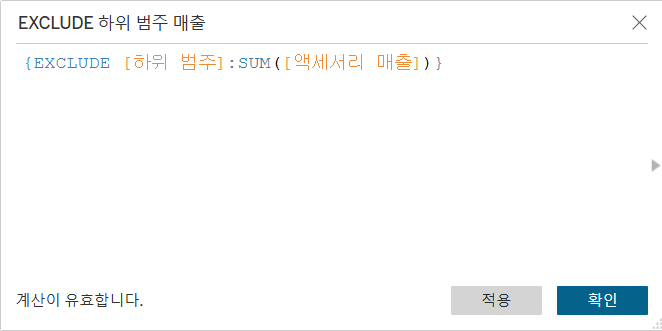 EXCLUDE 하위 범주 매출
{EXCLUDE [하위 범주]:SUM([액세서리 매출])}
계산이 유효합니다.
적용
확인